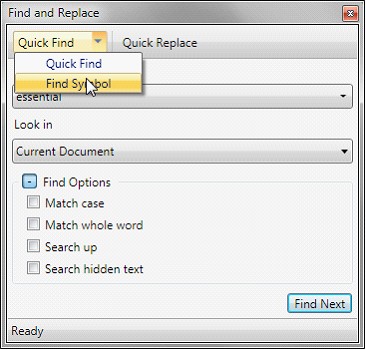 Find and Replace
Quick Find Quick Replace
Quick Find
Find Symbol
essential
Look in
Current Document
- Find Options
Match case
Match whole word
Search up
Search hidden text
Find Next
Ready